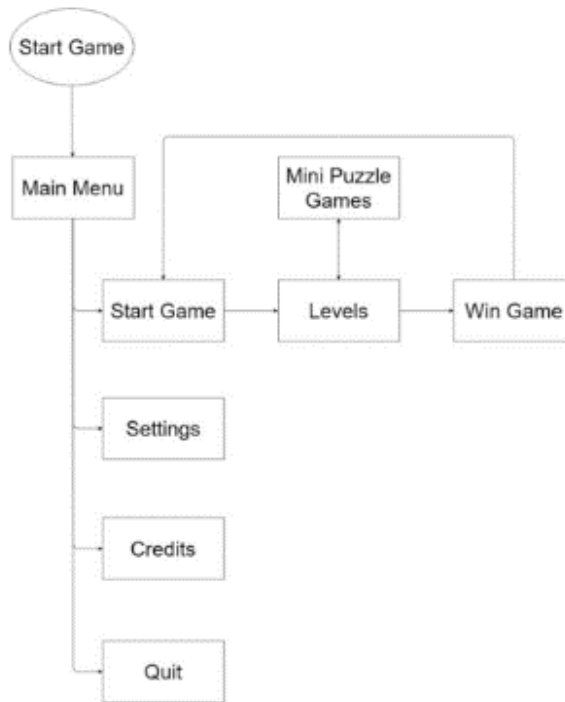 Start Game
Main Menu
Mini Puzzle
Games
Start Game
Levels
Win Game
Settings
Credits
Quit